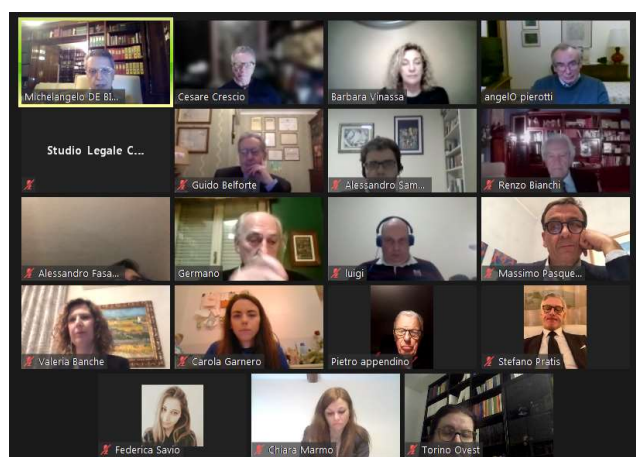 Michelangelo DE BI...
Cesare Crescio
Barbara Vinassa
angelO pierotti
Studio Legale C...
Guido Belforte
Alessandro Sam...
Renzo Bianchi
Alessandro Fasa...
Germano
luigi
Massimo Pasque...
Valeria Banche
Carola Garnero
Pietro appendino
Stefano Pratis
Federica Savio
Chiara Marmo
Torino Ovest